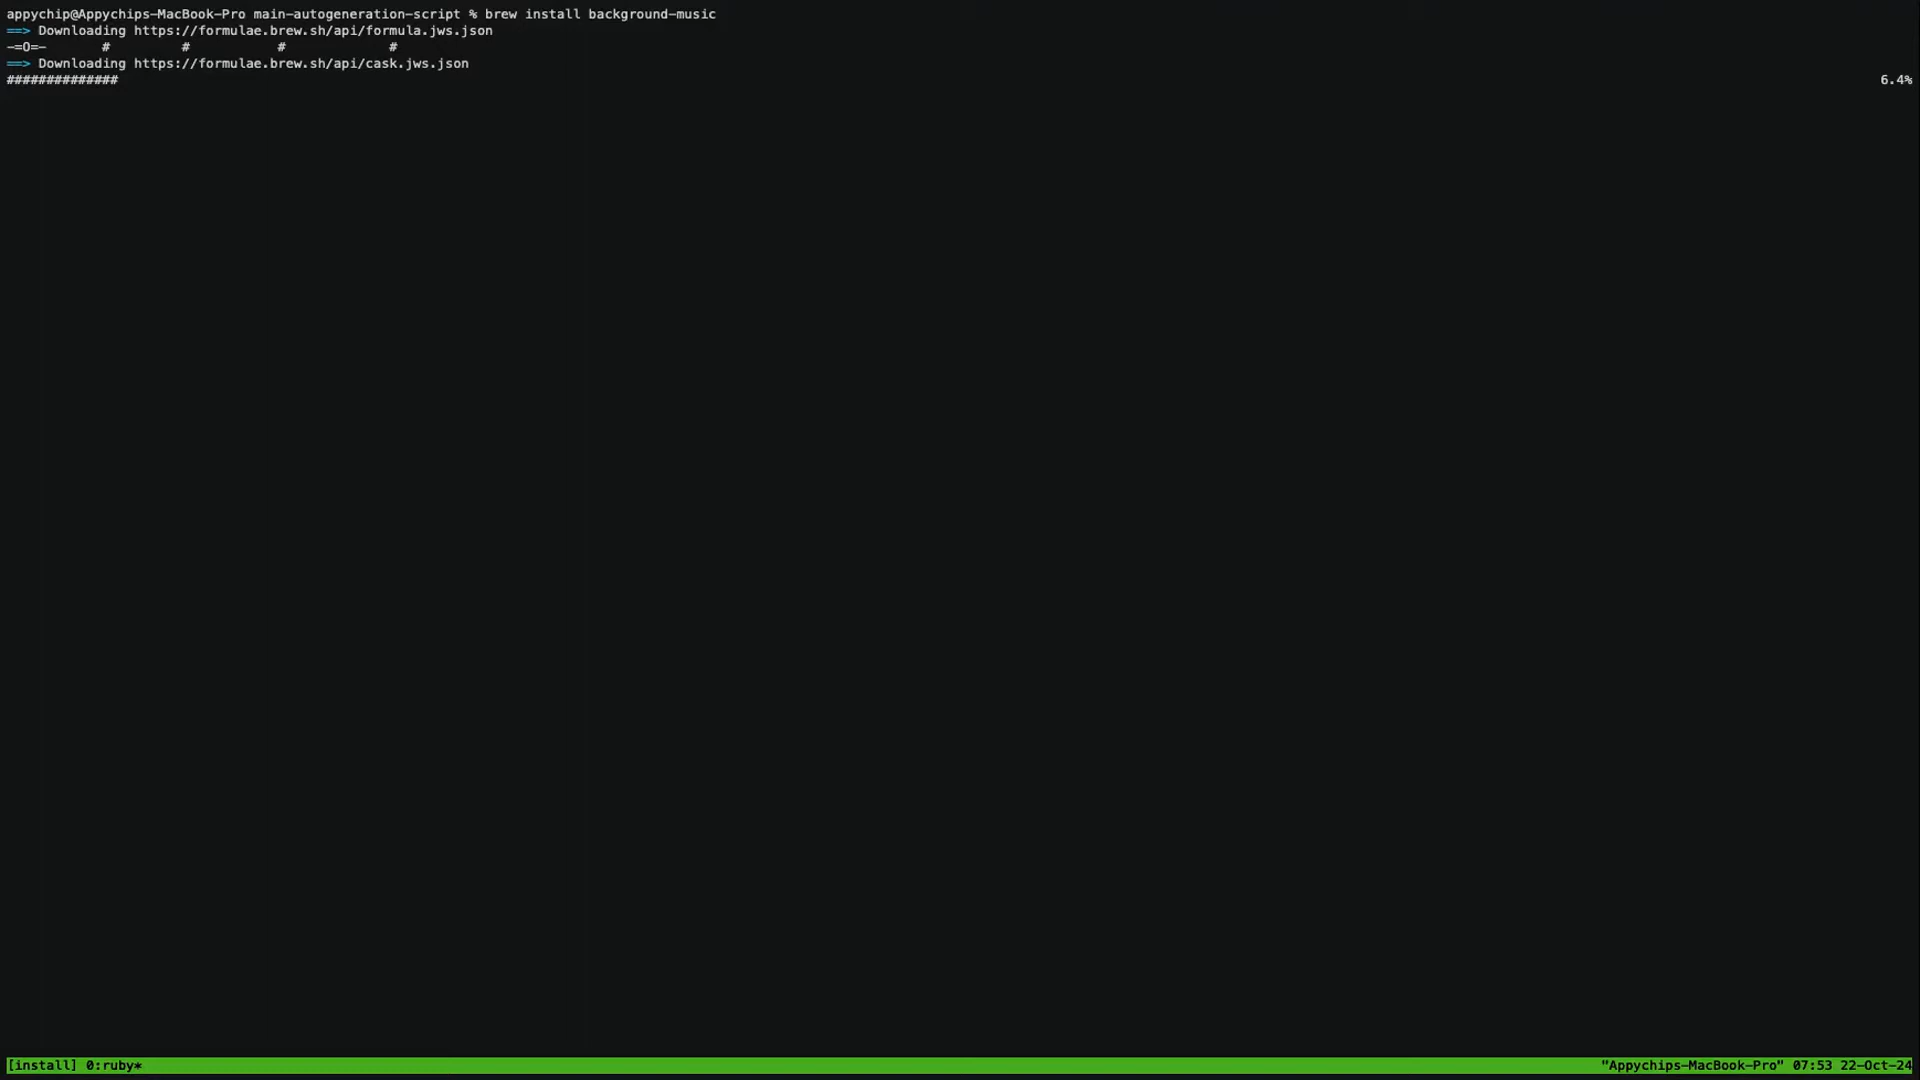 appychip@Appychips-MacBook-Pro main-autogeneration-script % brew install background-music
==> Downloading https://formulae.brew.sh/api/formula.jws.json
-=O=-       #         #           #             #
==> Downloading https://formulae.brew.sh/api/cask.jws.json
############## 6.4%
[install] 0:ruby* "Appychips-MacBook-Pro" 07:53 22-Oct-24